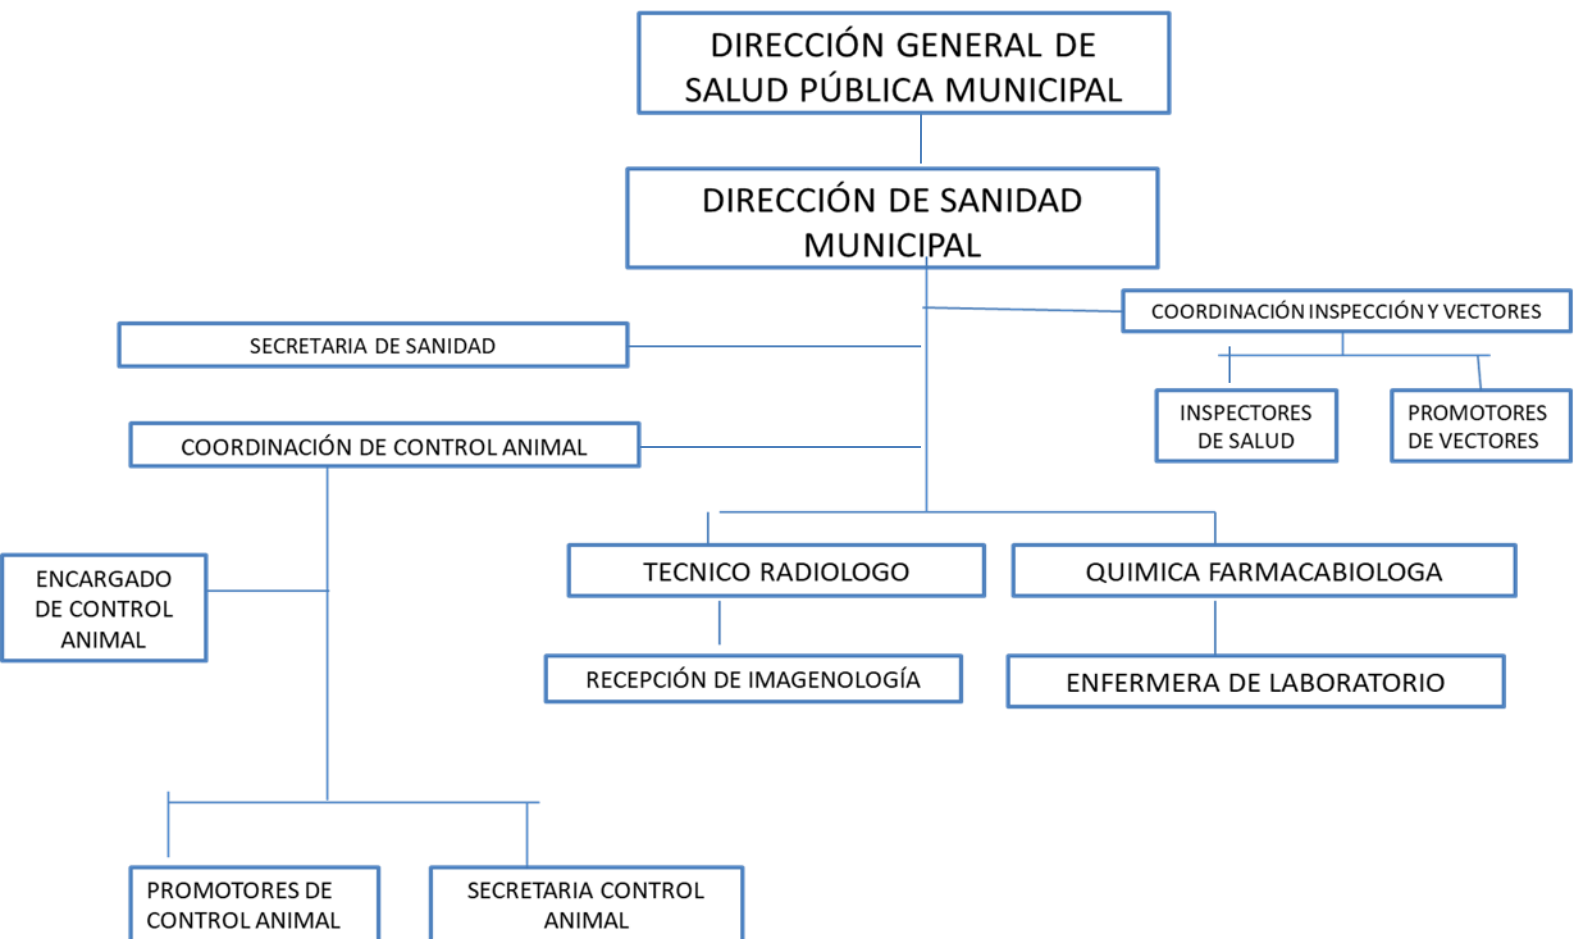 DIRECCIÓN GENERAL DE
SALUD PÚBLICA MUNICIPAL
DIRECCIÓN DE SANIDAD
MUNICIPAL
COORDINACIÓN INSPECCIÓN Y VECTORES
SECRETARIA DE SANIDAD
INSPECTORES
DE SALUD
PROMOTORES
DE VECTORES
COORDINACIÓN DE CONTROL ANIMAL
ENCARGADO
DE CONTROL
ANIMAL
TECNICO RADIOLOGO
QUIMICA FARMACABIOLOGA
RECEPCIÓN DE IMAGENOLOGÍA
ENFERMERA DE LABORATORIO
PROMOTORES DE
CONTROL ANIMAL
SECRETARIA CONTROL
ANIMAL